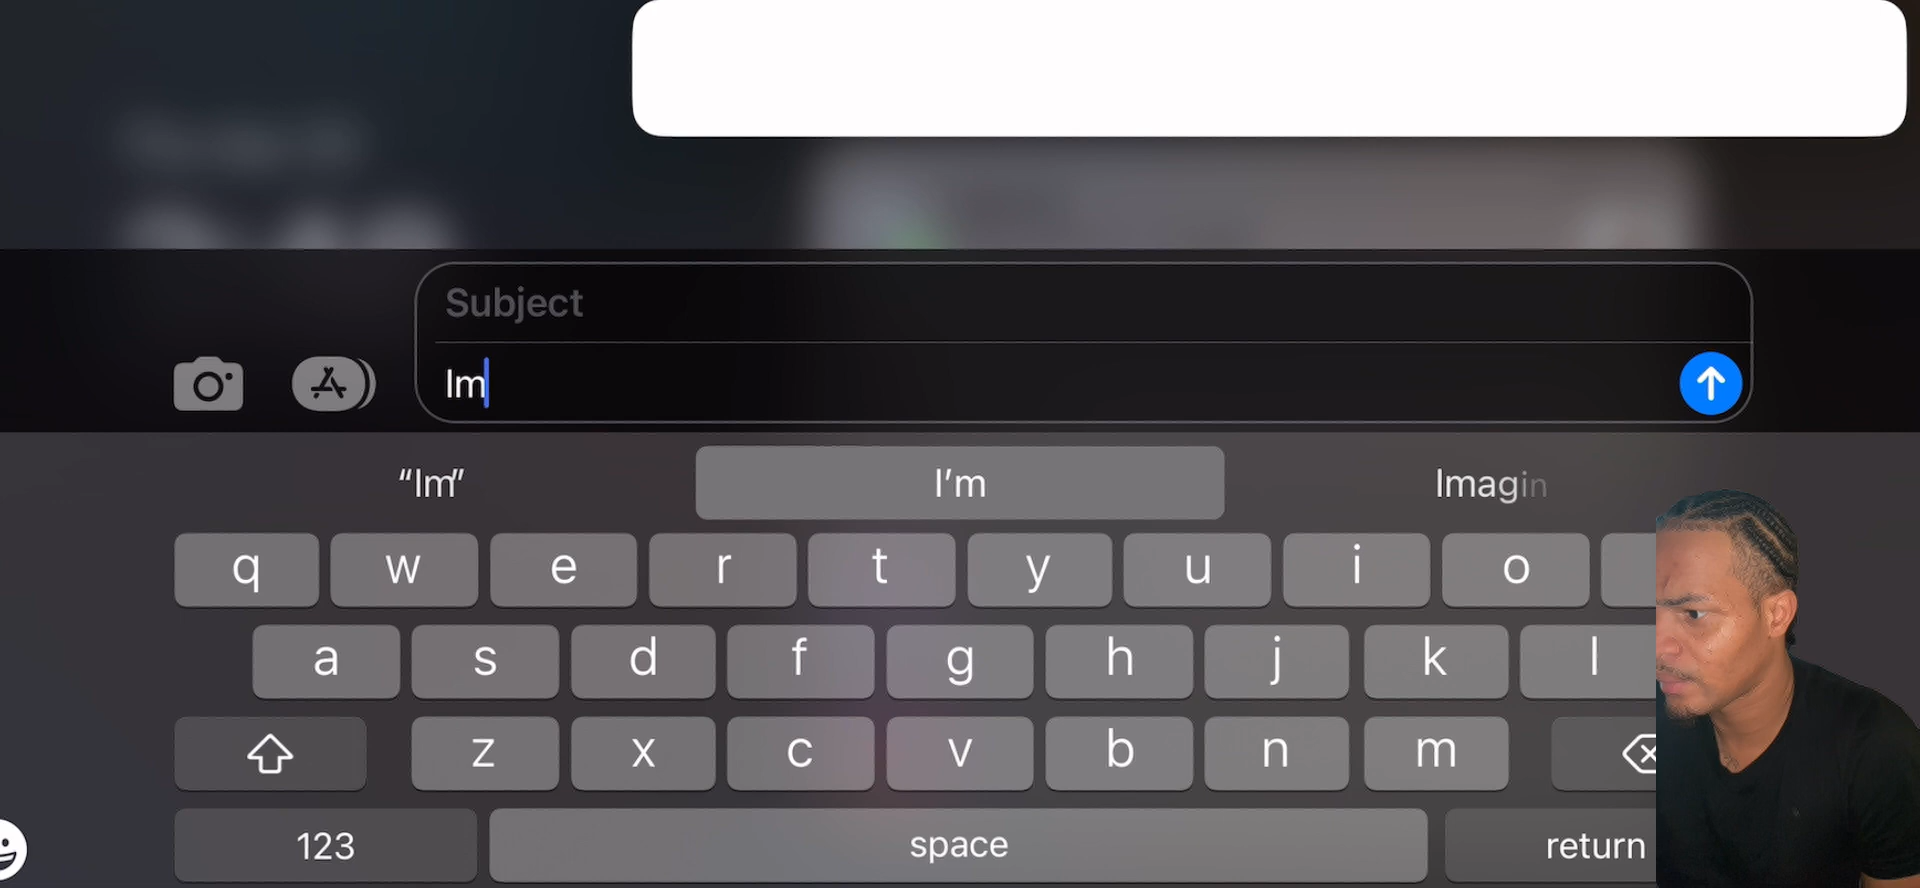 Subject
Im
“Im” I’m Imagin
q w e r t y u i o
a s d f g h j k l
z x c v b n m
123 space return